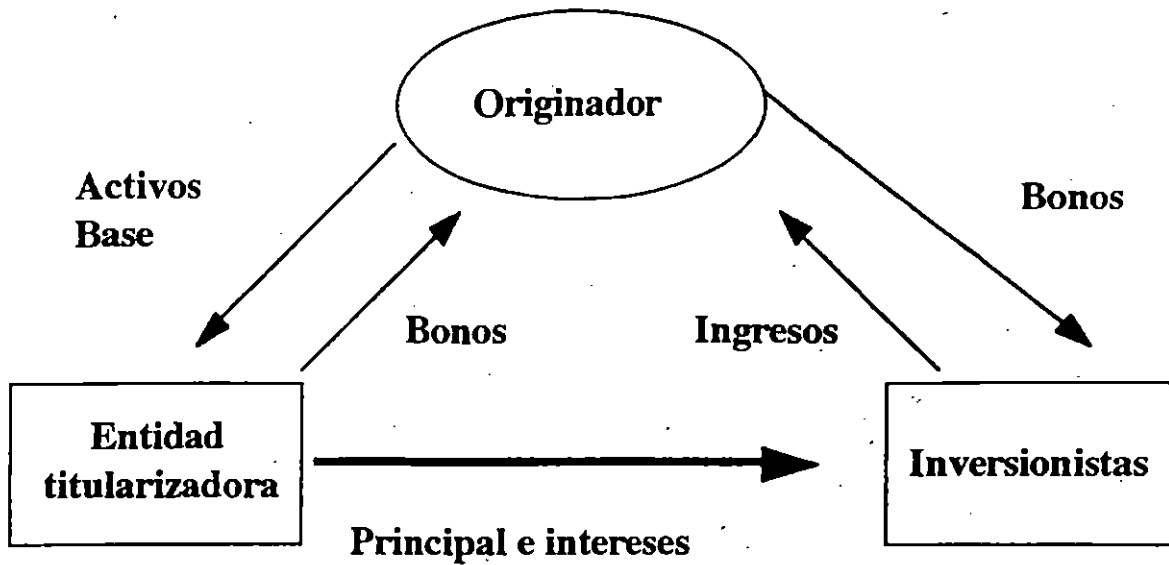 Originador
Activos
Base
Bonos
Bonos
Ingresos
Entidad
titularizadora
Inversionistas
Principal e intereses